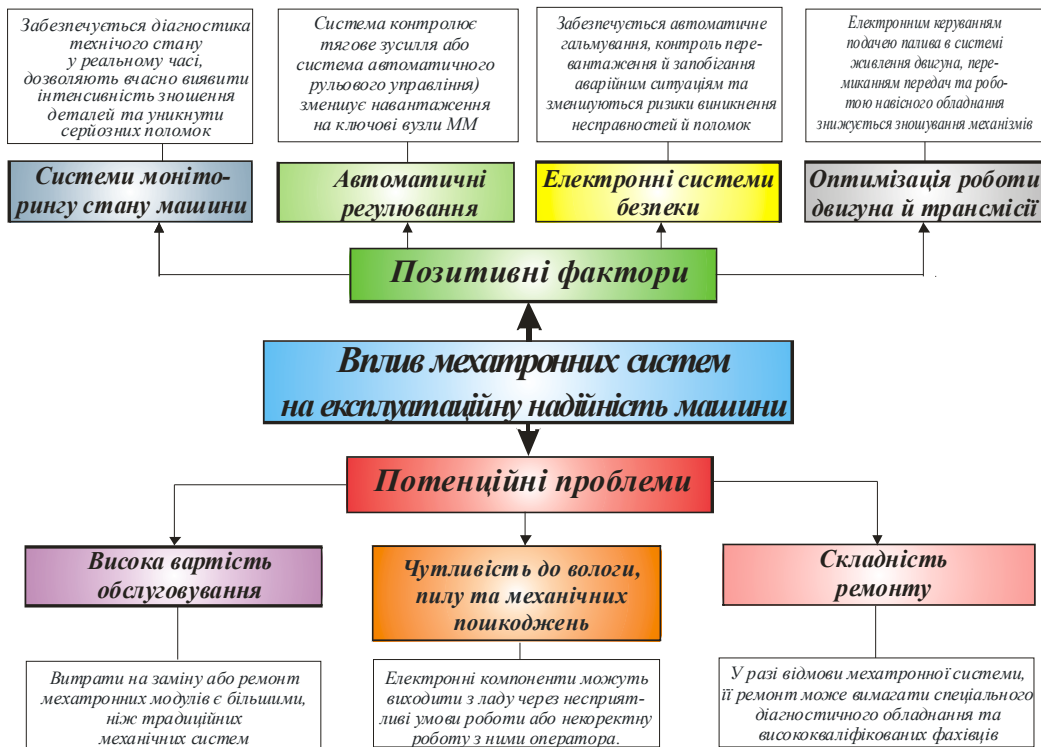 Забезпечується діагностика
технічого стану
у реальному часі,
дозволяють вчасно виявити
інтенсивність зношення
деталей та уникнути
серйозних поломок
Система контролює
тягове зусилля або
система автоматичного
рульового управління)
зменшує навантаження
на ключові вузли ММ
Забезпечується автоматичне
гальмування, контроль пере-
вантаження й запобігання
аварійним ситуаціям та
зменшуються ризики виникнення
несправностей й поломок
Електронним керуванням
подачею палива в системі
живлення двигуна, пере-
миканням передач та робо-
тою навісного обладнання
знижується зношування механізмів
Системи моніто-
рингу стану машини
Автоматичні
регулювання
Електронні системи
безпеки
Оптимізація роботи
двигуна й трансмісії
Позитивні фактори
Вплив мехатронних систем
на експлуатаційну надійність машини
Потенційні проблеми
Висока вартість
обслуговування
Чутливість до вологи,
пилу та механічних
пошкоджень
Складність
ремонту
Витрати на заміну або ремонт
мехатронних модулів є більшими,
ніж традиційних
механічних систем
Електронні компоненти можуть
виходити з ладу через несприят-
ливі умови роботи або некоректну
роботу з ними оператора.
У разі відмови мехатронної системи,
її ремонт може вимагати спеціального
діагностичного обладнання та
висококваліфікованих фахівців